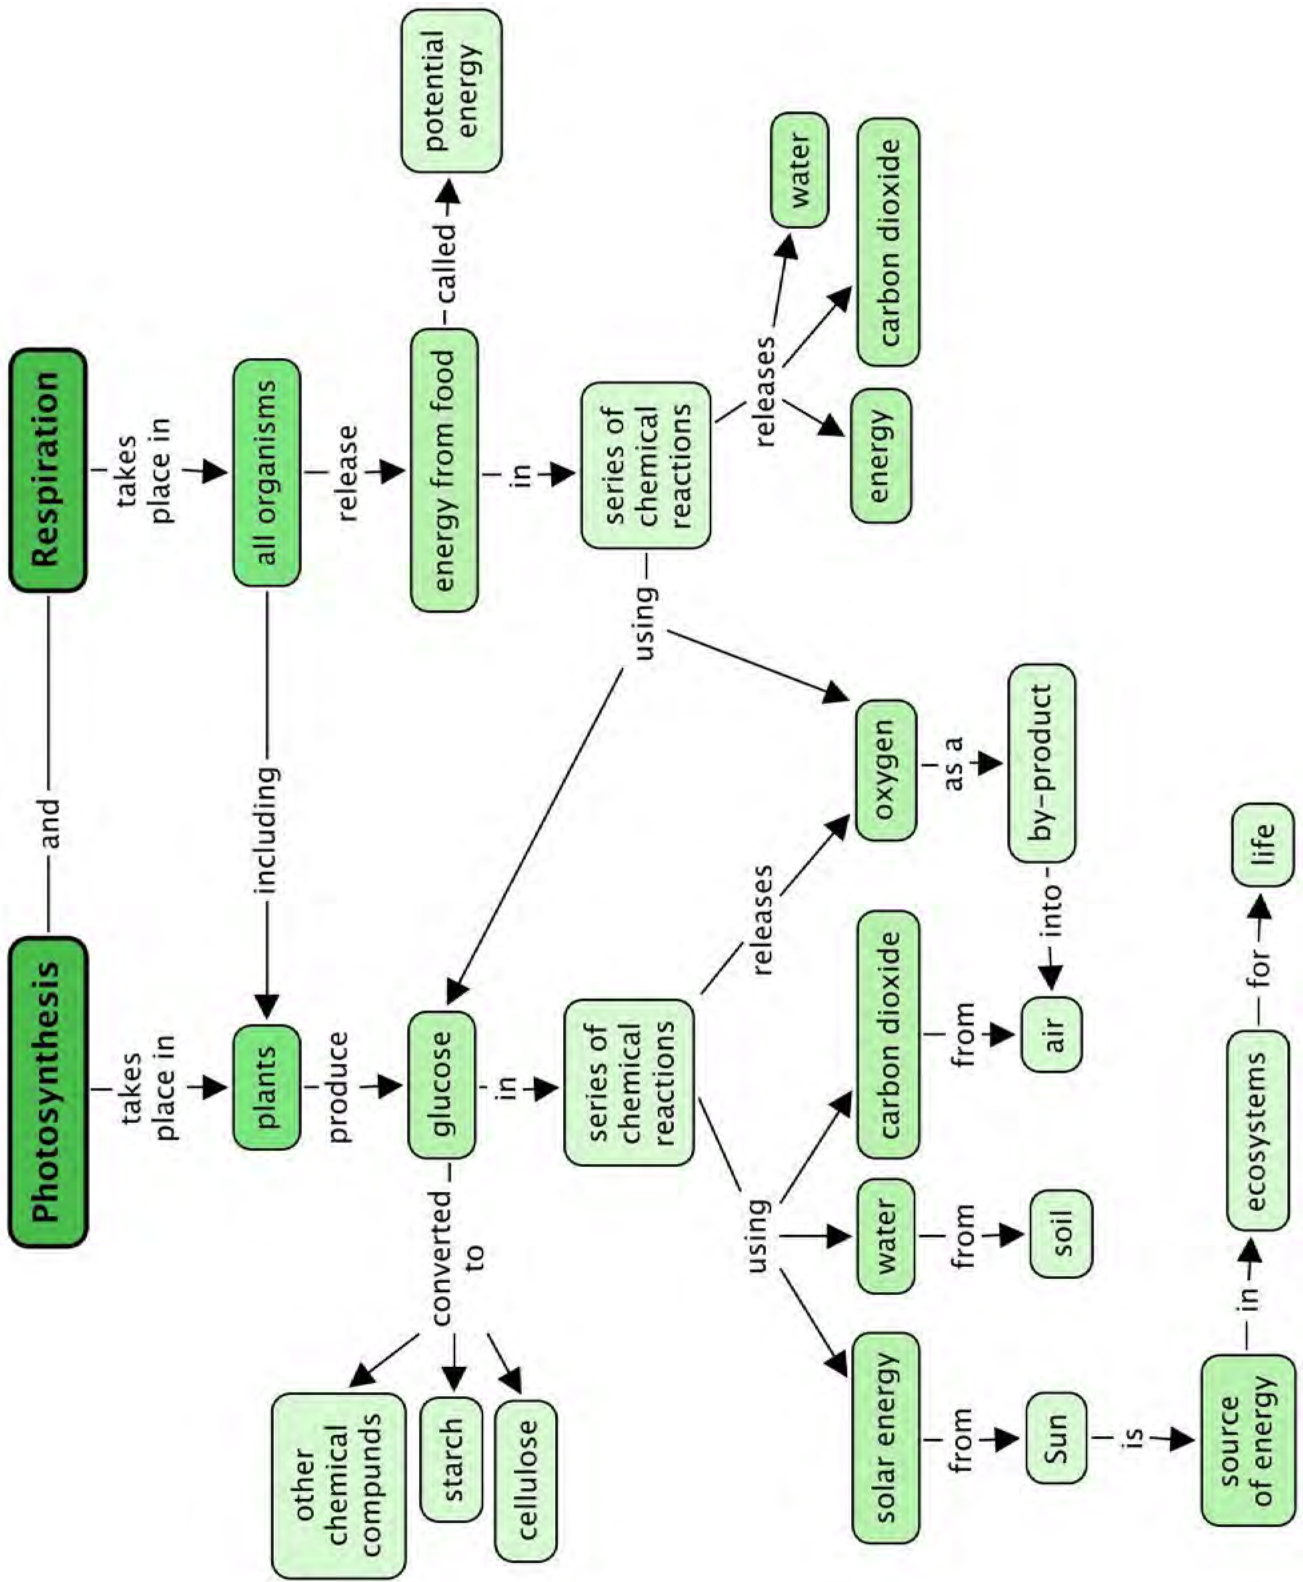 Photosynthesis
and
Respiration
takes
place in
takes
place in
plants
including
all organisms
produce
release
other
chemical
compunds
starch
cellulose
converted
to
glucose
energy from food
called
potential
energy
in
in
series of
chemical
reactions
using
series of
chemical
reactions
using
releases
releases
solar energy
water
carbon dioxide
oxygen
energy
carbon dioxide
water
from
from
from
as a
Sun
soil
air
into
by-product
is
source
of energy
in
ecosystems
for
life